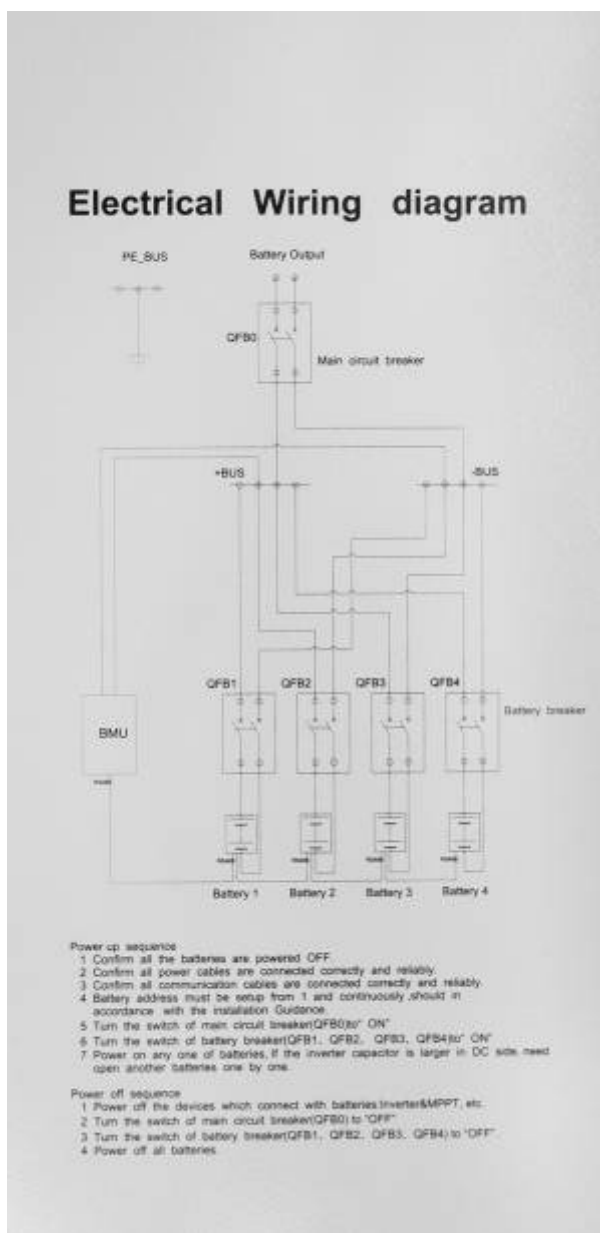 Electrical Wiring diagram
PE_BUS
Battery Output
QFB0
Main circuit breaker
+BUS
-BUS
QFB1
QFB2
QFB3
QFB4
Battery breaker
BMU
Battery 1
Battery 2
Battery 3
Battery 4
Power up sequence
1 Confirm all the batteries are powered OFF
2 Confirm all power cables are connected correctly and reliably.
3 Confirm all communication cables are connected correctly and reliably
4 Battery address must be setup from 1 and continuously ,should in
accordance with the installation Guidance
5 Turn the switch of main circuit breaker(QFB0)to" ON"
6 Turn the switch of battery breaker(QFB1、QFB2、 QFB3、QFB4)to" ON"
7 Power on any one of batteries, If the inverter capacitor is larger in DC side, need
open another batteries one by one.
Power off sequence
1 Power off the devices which connect with batteries:Inverter&MPPT, etc.
2 Turn the switch of main circuit breaker(QFB0) to "OFF"
3 Turn the switch of battery breaker(QFB1、QFB2、 QFB3、QFB4) to "OFF"
4 Power off all batteries